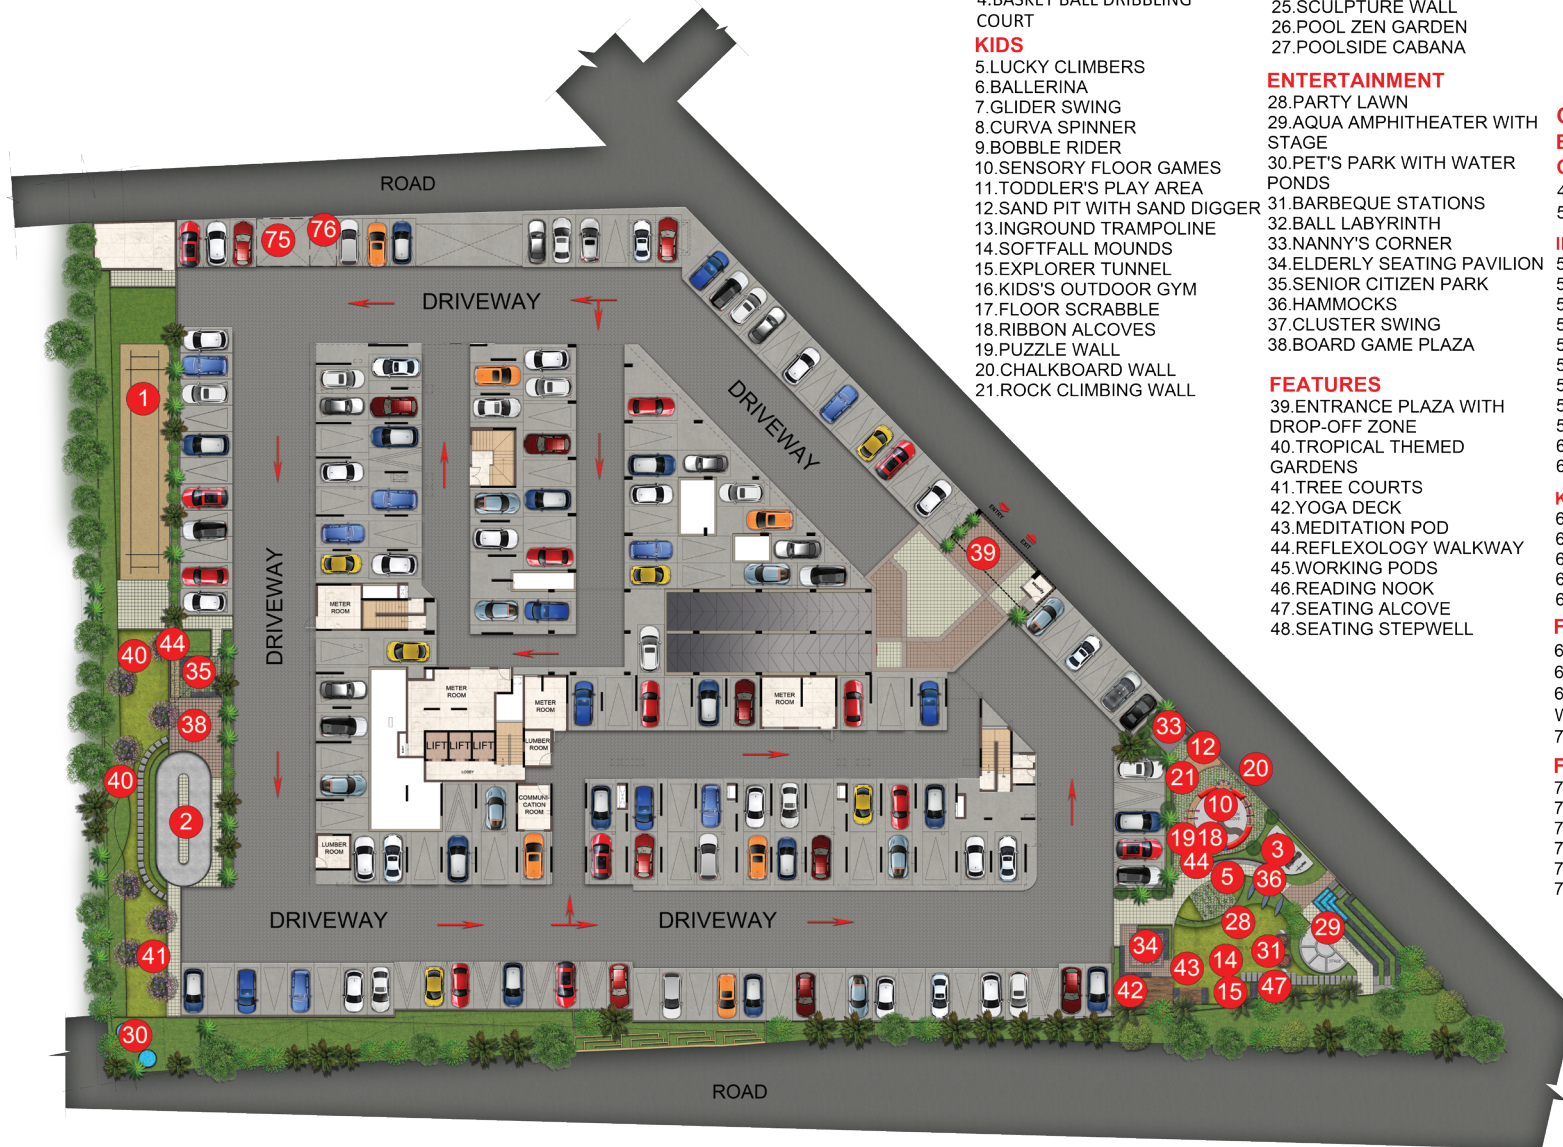 4.BASKET BALL DRIBBLING
COURT
KIDS
5.LUCKY CLIMBERS
6.BALLERINA
7.GLIDER SWING
8.CURVA SPINNER
9.BOBBLE RIDER
10.SENSORY FLOOR GAMES
11.TODDLER'S PLAY AREA
12.SAND PIT WITH SAND DIGGER
13.INGROUND TRAMPOLINE
14.SOFTFALL MOUNDS
15.EXPLORER TUNNEL
16.KIDS'S OUTDOOR GYM
17.FLOOR SCRABBLE
18.RIBBON ALCOVES
19.PUZZLE WALL
20.CHALKBOARD WALL
21.ROCK CLIMBING WALL
25.SCULPTURE WALL
26.POOL ZEN GARDEN
27.POOLSIDE CABANA
ENTERTAINMENT
28.PARTY LAWN
29.AQUA AMPHITHEATER WITH
STAGE
30.PET'S PARK WITH WATER
PONDS
31.BARBEQUE STATIONS
32.BALL LABYRINTH
33.NANNY'S CORNER
34.ELDERLY SEATING PAVILION
35.SENIOR CITIZEN PARK
36.HAMMOCKS
37.CLUSTER SWING
38.BOARD GAME PLAZA
FEATURES
39.ENTRANCE PLAZA WITH
DROP-OFF ZONE
40.TROPICAL THEMED
GARDENS
41.TREE COURTS
42.YOGA DECK
43.MEDITATION POD
44.REFLEXOLOGY WALKWAY
45.WORKING PODS
46.READING NOOK
47.SEATING ALCOVE
48.SEATING STEPWELL
ROAD
75
76
DRIVEWAY
1
DRIVEWAY
ENTRY
EXIT
39
DRIVEWAY
METER
ROOM
44
40
35
38
METER
ROOM
METER
ROOM
METER
ROOM
LIFT
LIFT
LIFT
LUMBER
ROOM
LOBBY
COMMUNI-
CATION
ROOM
LUMBER
ROOM
40
2
33
12
20
21
10
19
18
44
3
5
36
28
29
STAGE
34
31
14
43
42
15
47
DRIVEWAY
DRIVEWAY
41
30
ROAD